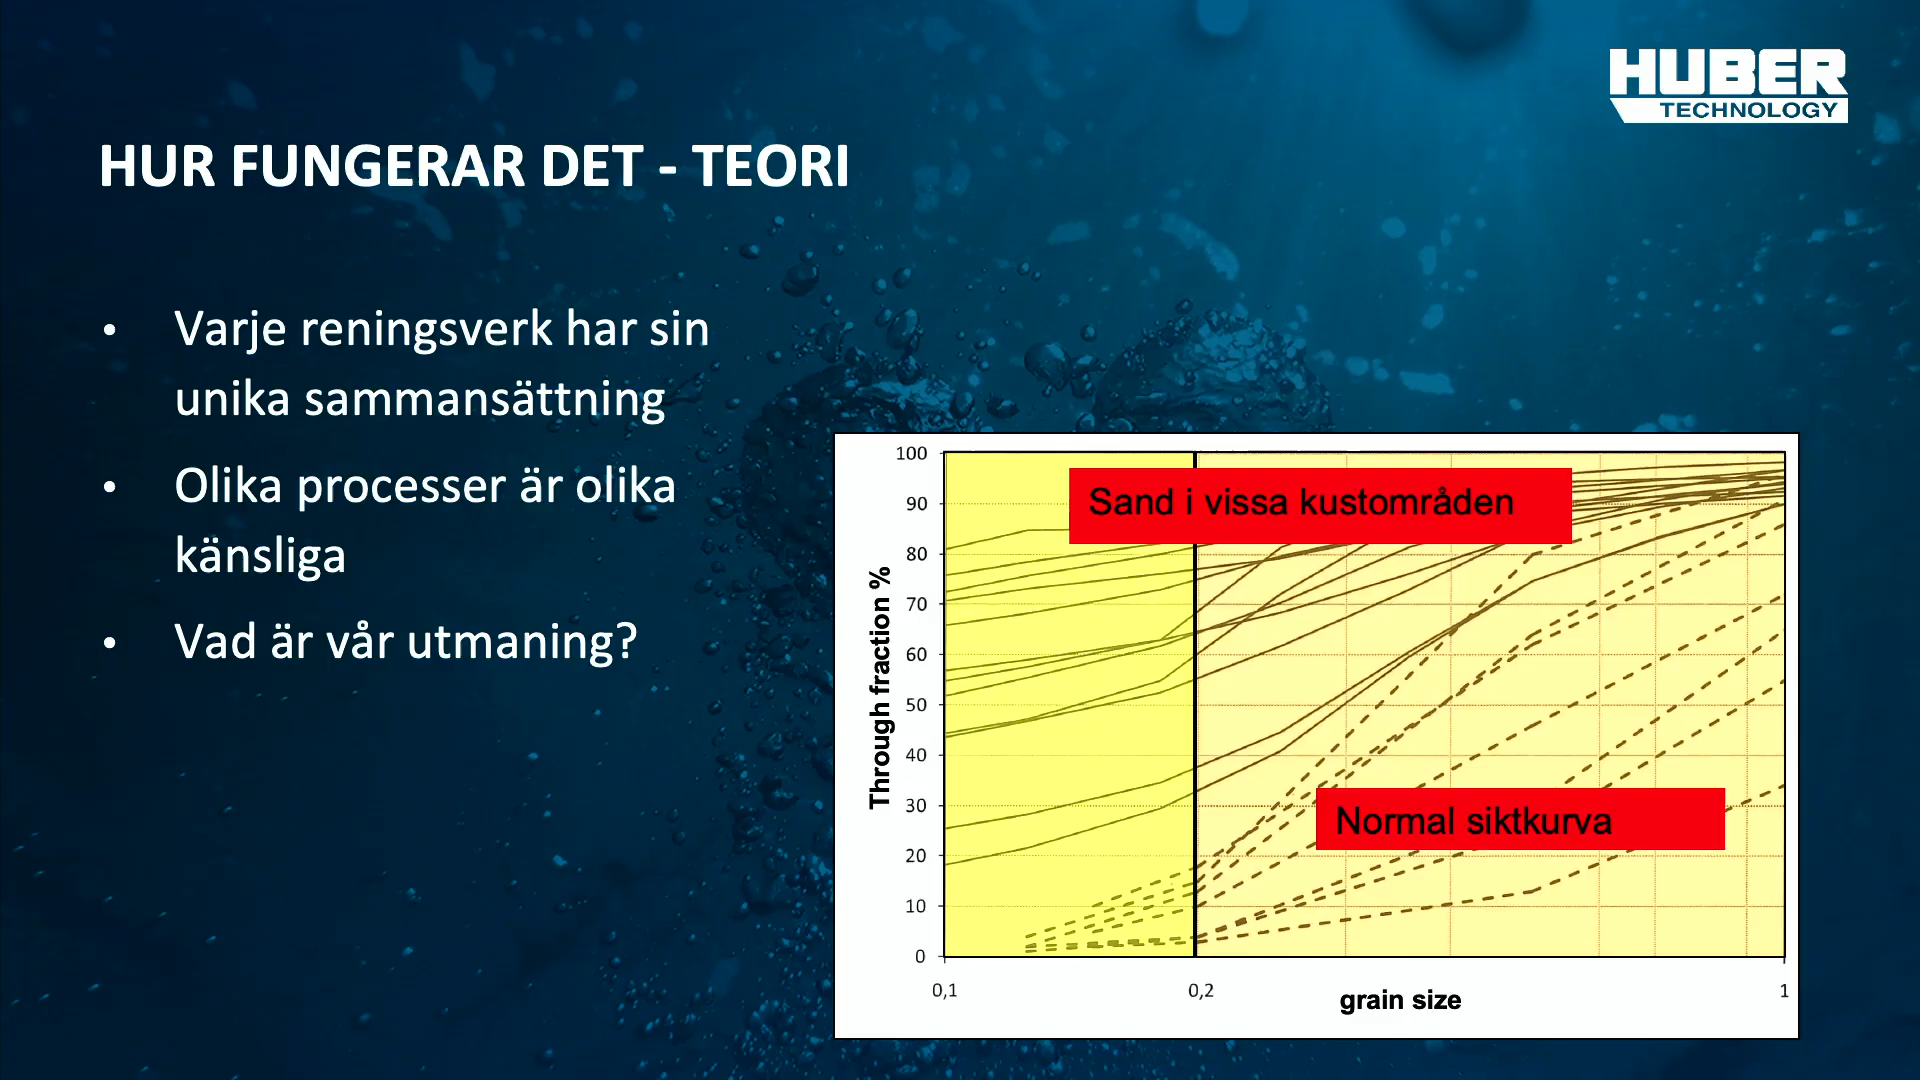 HUBER
TECHNOLOGY
HUR FUNGERAR DET - TEORI
• Varje reningsverk har sin
unika sammansättning
• Olika processer är olika
känsliga
• Vad är vår utmaning?
100
90
80
70
60
50
40
30
20
10
0
Through fraction %
Sand i vissa kustområden
Normal siktkurva
0,1
0,2
1
grain size